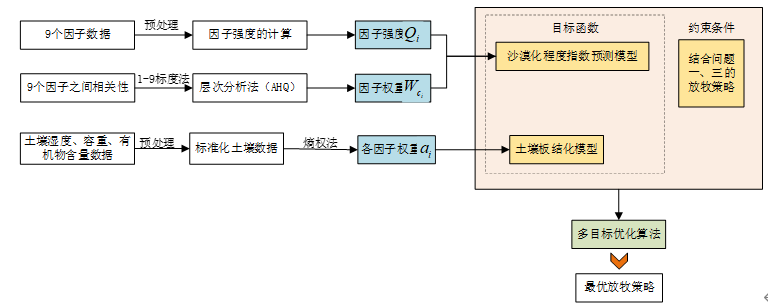 9个因子数据
预处理
因子强度的计算
因子强度Qi
9个因子之间相关性
1-9标度法
层次分析法（AHQ）
因子权重Wci
土壤湿度、容重、有
机物含量数据
预处理
标准化土壤数据
熵权法
各因子权重ai
目标函数
沙漠化程度指数预测模型
土壤板结化模型
约束条件
结合问题
一、三的
放牧策略
多目标优化算法
最优放牧策略